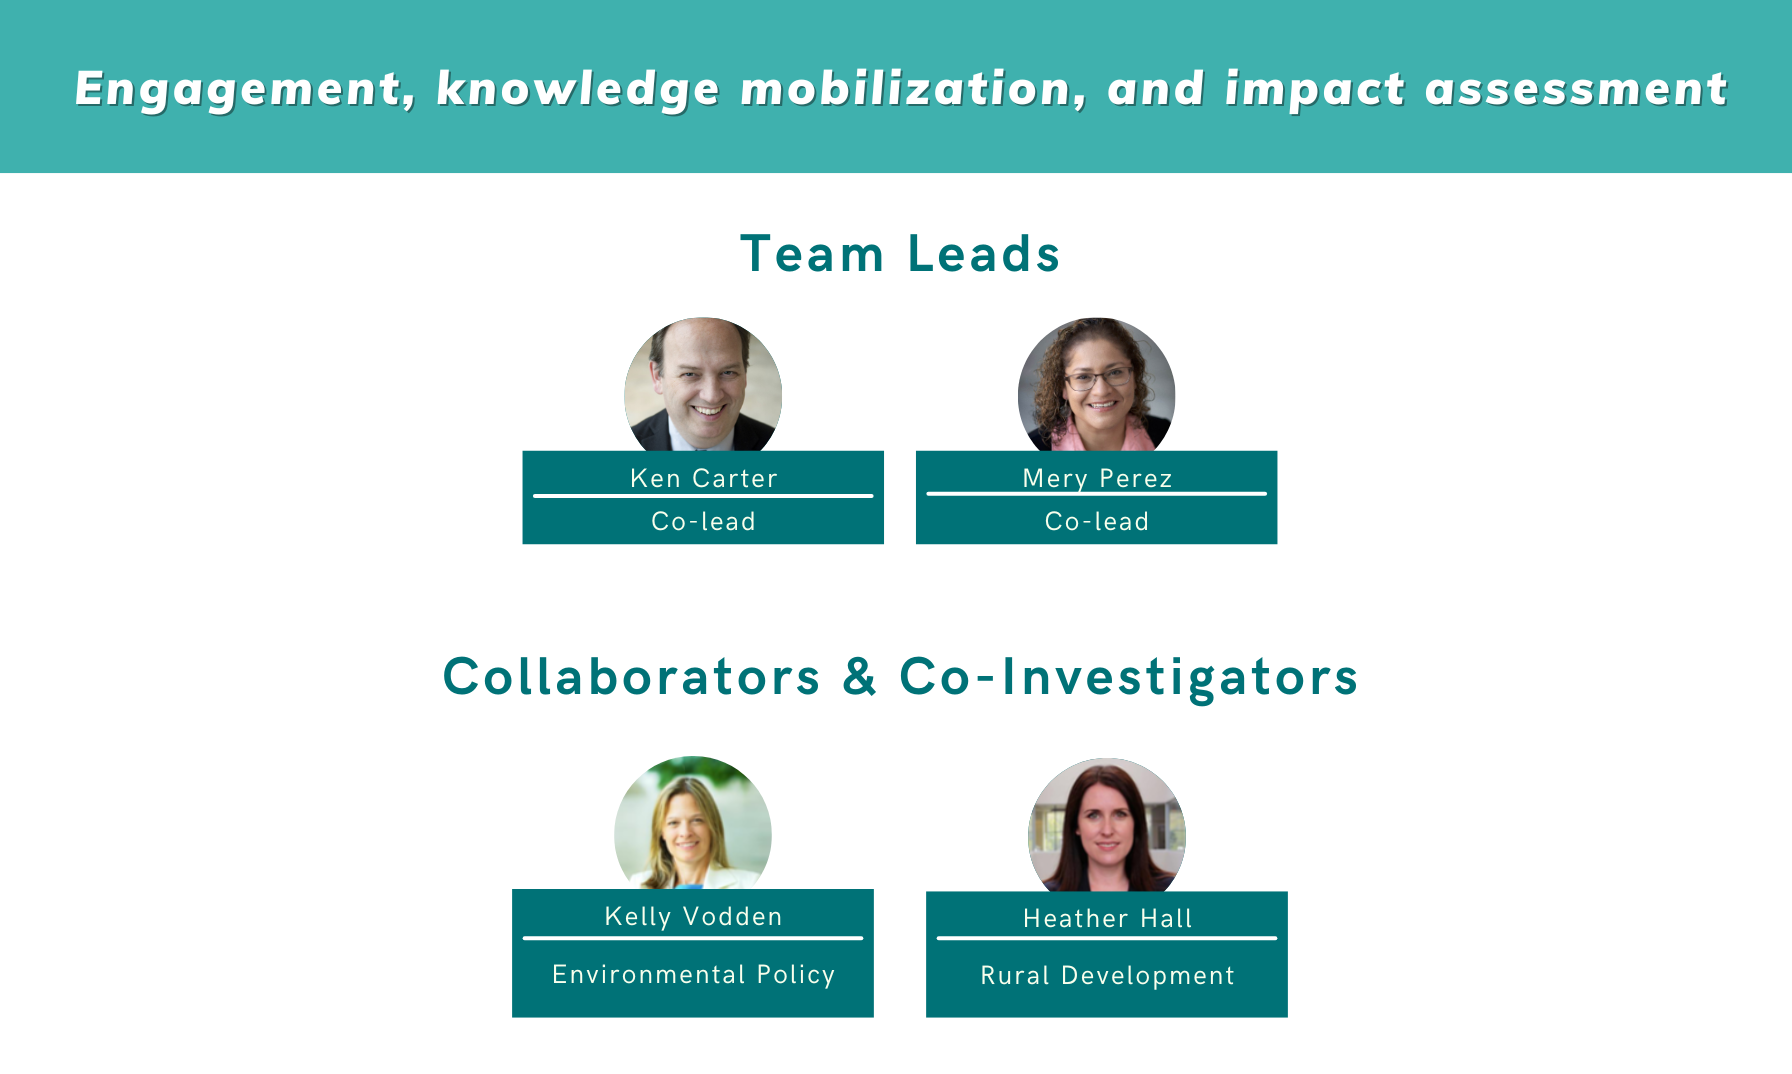 Engagement, knowledge mobilization, and impact assessment
Team Leads
Ken Carter
Co-lead
Mery Perez
Co-lead
Collaborators & Co-Investigators
Kelly Vodden
Environmental Policy
Heather Hall
Rural Development